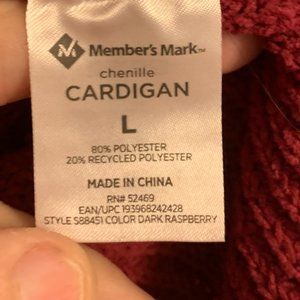 Member's Mark™
chenille
CARDIGAN
L
80% POLYESTER
20% RECYCLED POLYESTER
MADE IN CHINA
RN# 52469
EAN/UPC 193968242428
STYLE S88451 COLOR DARK RASPBERRY